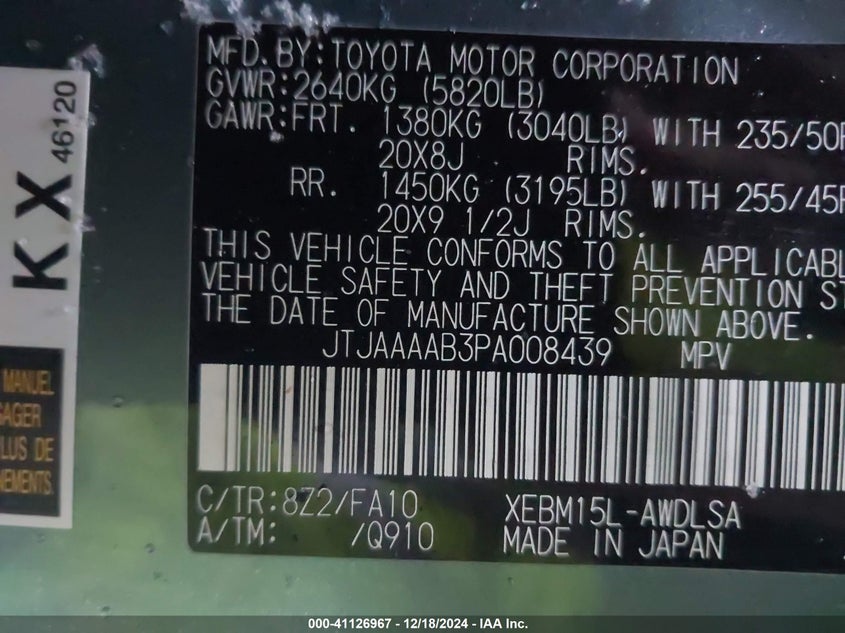 MFD. BY: TOYOTA MOTOR CORPORATION
GVWR: 2640KG (5820LB)
GAWR: FRT. 1380KG (3040LB) WITH 235/50R
20X8J RIMS.
RR. 1450KG (3195LB) WITH 255/45R
20X9 1/2J RIMS.
THIS VEHICLE CONFORMS TO ALL APPLICABL
VEHICLE SAFETY AND THEFT PREVENTION ST
THE DATE OF MANUFACTURE SHOWN ABOVE.
JTJAAAAB3PA008439 MPV
C/TR: 8Z2/FA10 XEBM15L-AWDLSA
A/TM: /Q910 MADE IN JAPAN
KX 46120
MANUEL
SAGER
PLUS DE
NEMENTS.
000-41126967 - 12/18/2024 - IAA Inc.